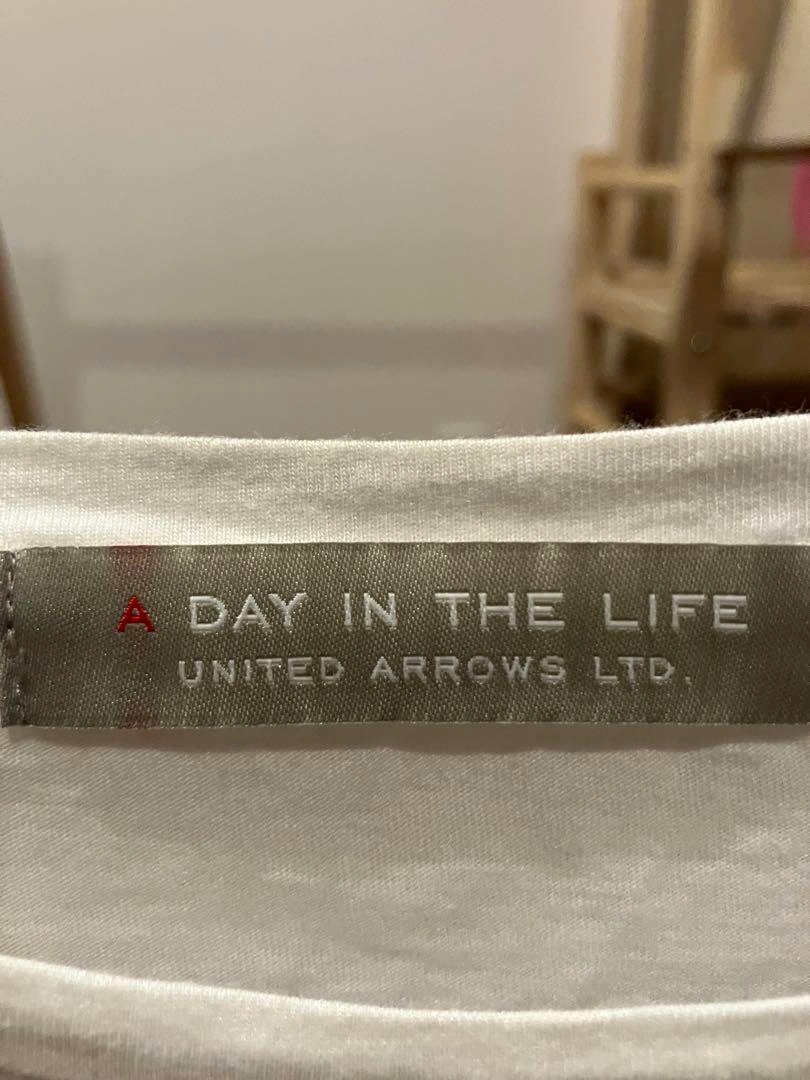 A DAY IN THE LIFE
UNITED ARROWS LTD.